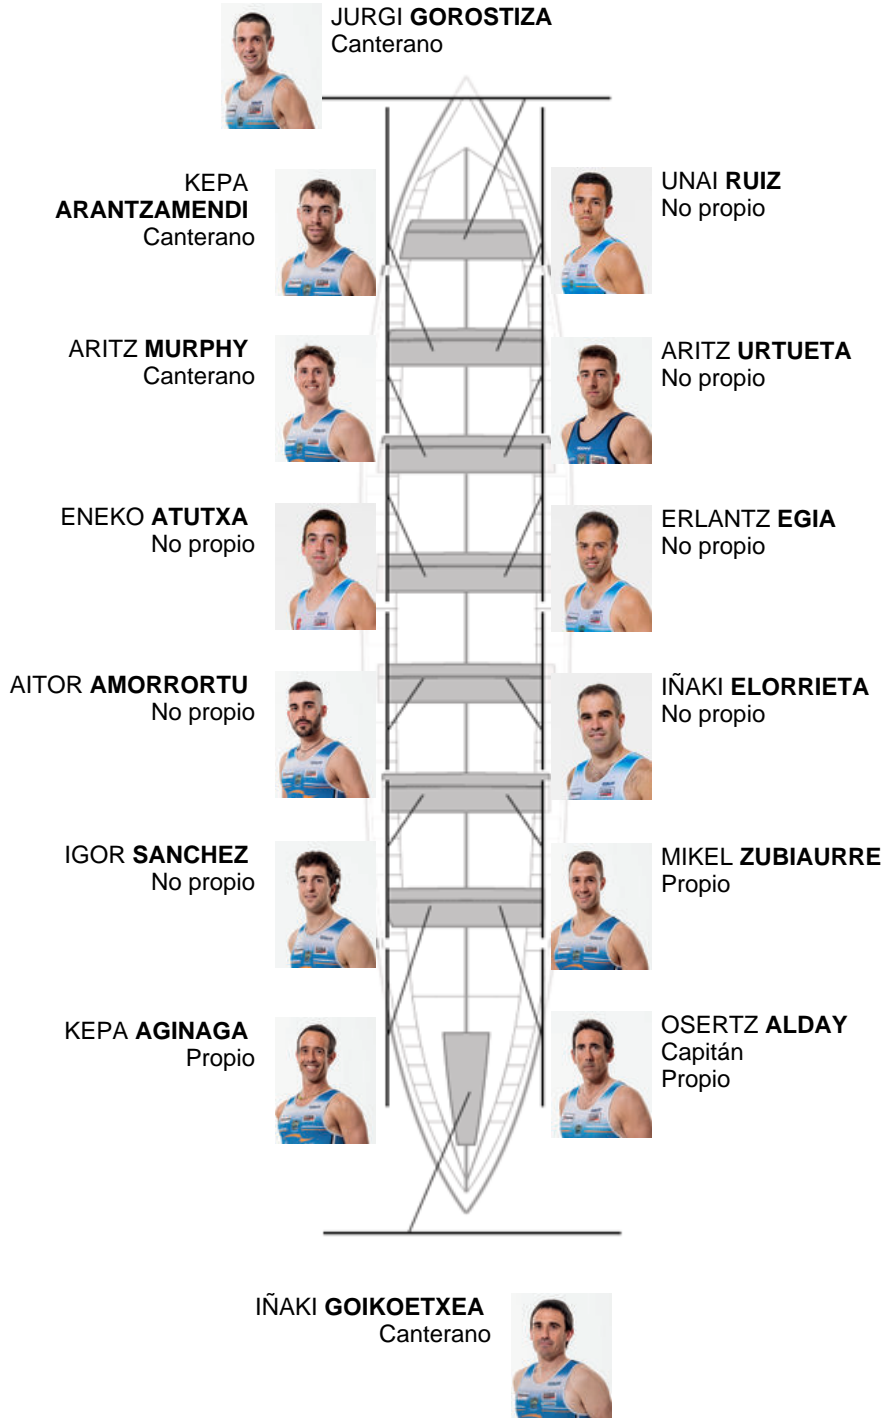 JURGI GOROSTIZA
Canterano
KEPA
ARANTZAMENDI
Canterano
UNAI RUIZ
No propio
ARITZ MURPHY
Canterano
ARITZ URTUETA
No propio
ENEKO ATUTXA
No propio
ERLANTZ EGIA
No propio
AITOR AMORRORTU
No propio
IÑAKI ELORRIETA
No propio
IGOR SANCHEZ
No propio
MIKEL ZUBIAURRE
Propio
KEPA AGINAGA
Propio
OSERTZ ALDAY
Capitán
Propio
IÑAKI GOIKOETXEA
Canterano